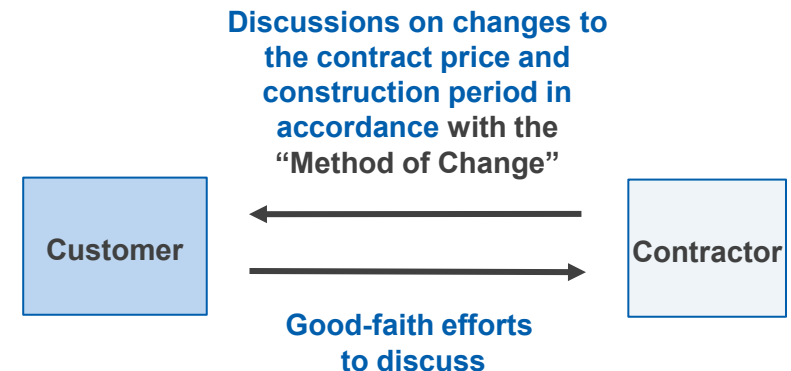 Discussions on changes to
the contract price and
construction period in
accordance with the
“Method of Change”
Customer
Contractor
Good-faith efforts
to discuss